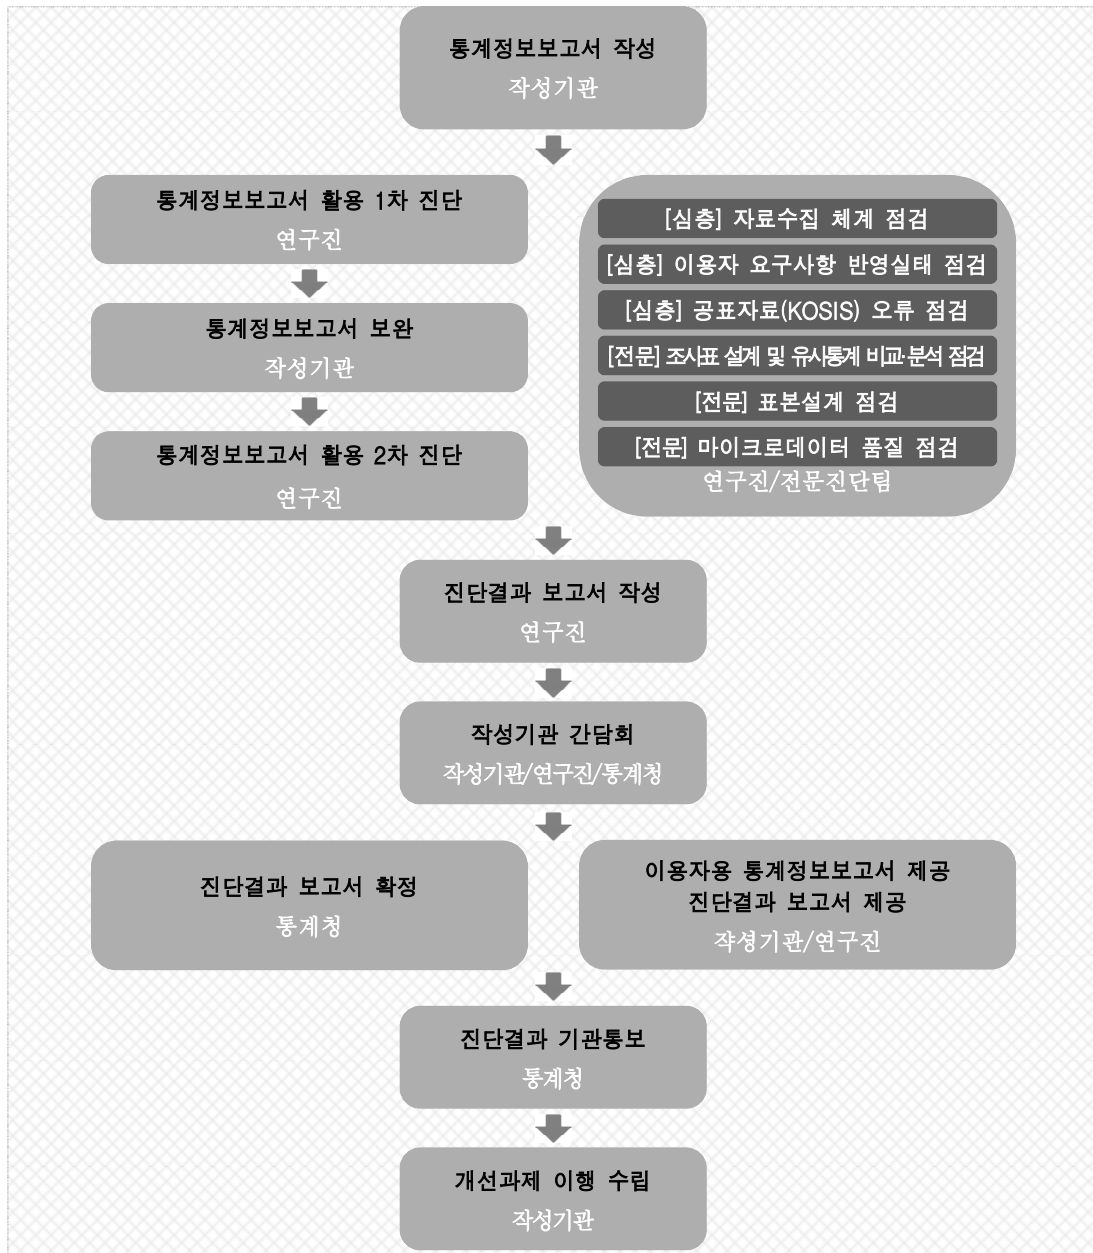 통계정보보고서 작성
작성기관
통계정보보고서 활용 1차 진단
연구진
통계정보보고서 보완
작성기관
통계정보보고서 활용 2차 진단
연구진
[심층] 자료수집 체계 점검
[심층] 이용자 요구사항 반영실태 점검
[심층] 공표자료(KOSIS) 오류 점검
[전문] 조사표 설계 및 유사통계 비교·분석 점검
[전문] 표본설계 점검
[전문] 마이크로데이터 품질 점검
연구진/전문진단팀
진단결과 보고서 작성
연구진
작성기관 간담회
작성기관/연구진/통계청
진단결과 보고서 확정
통계청
이용자용 통계정보보고서 제공
진단결과 보고서 제공
작성기관/연구진
진단결과 기관통보
통계청
개선과제 이행 수립
작성기관